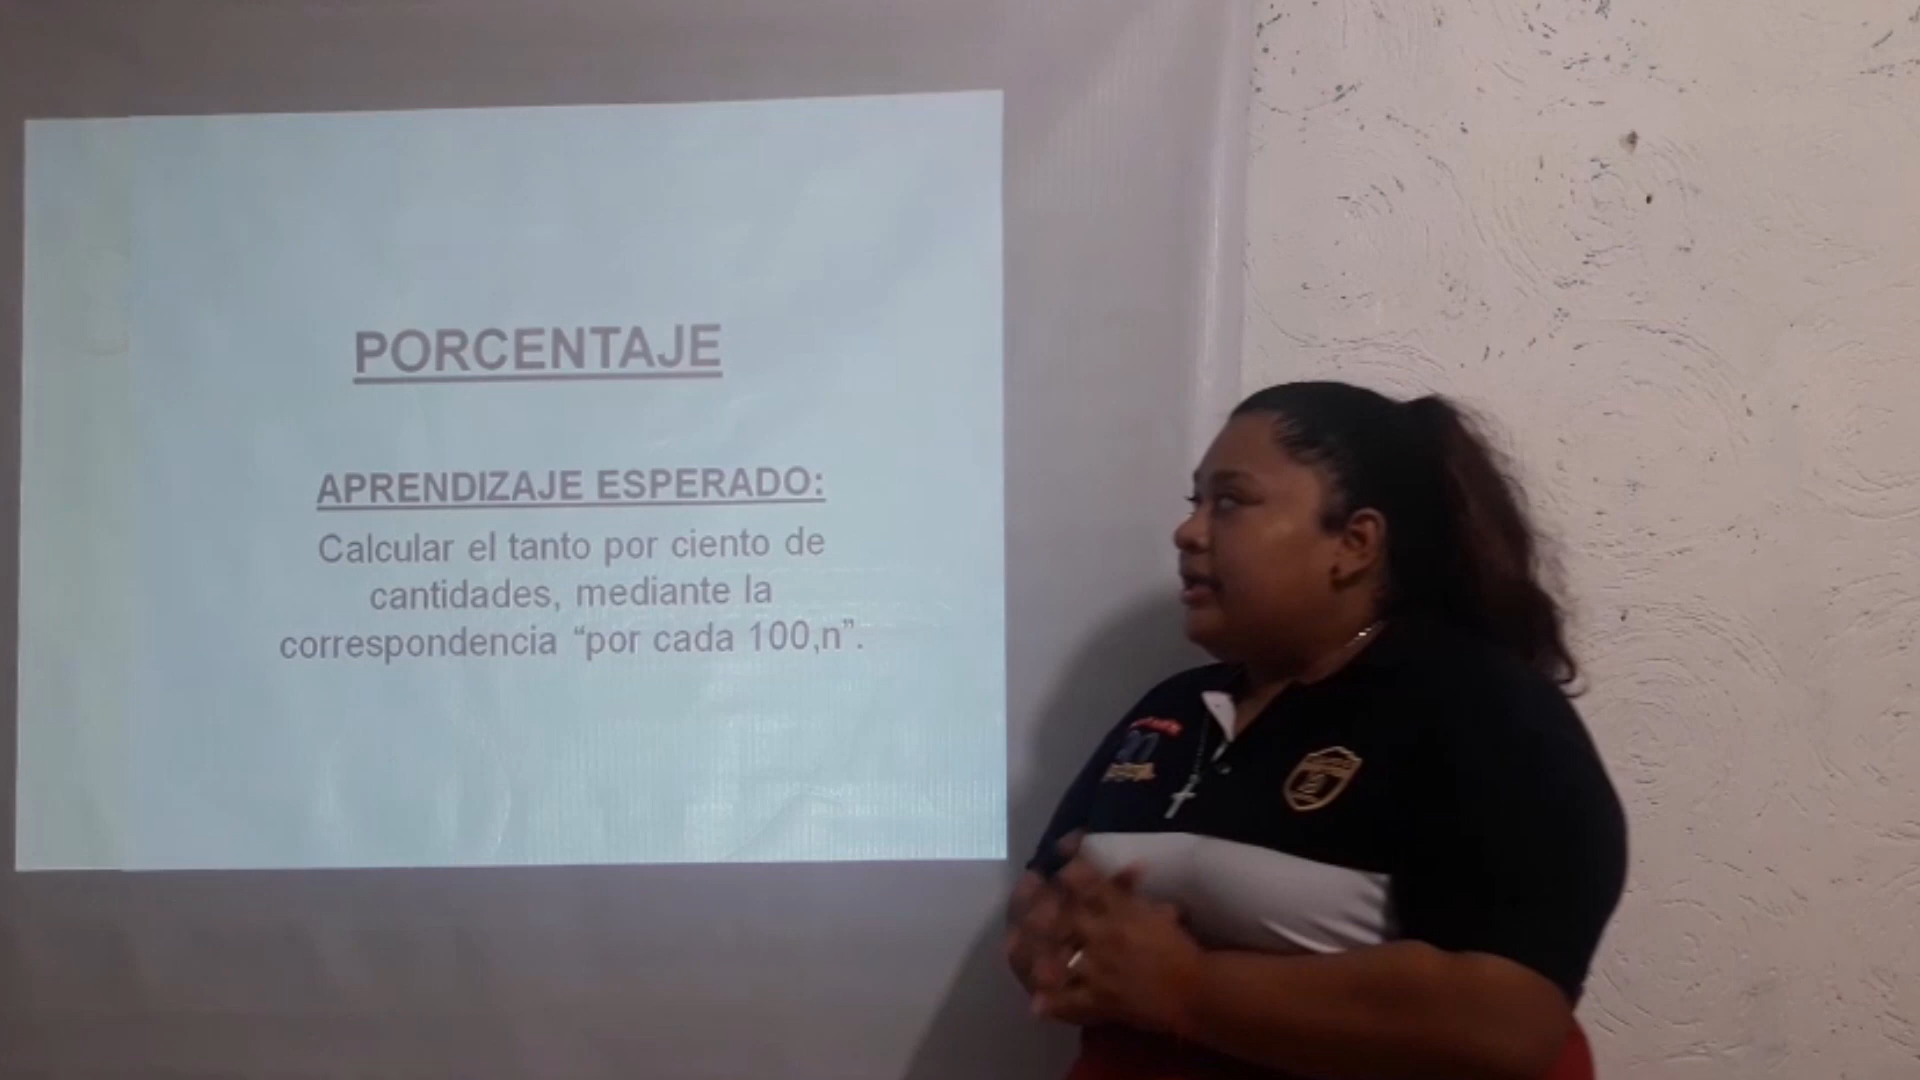 PORCENTAJE
APRENDIZAJE ESPERADO:
Calcular el tanto por ciento de
cantidades, mediante la
correspondencia “por cada 100,n”.